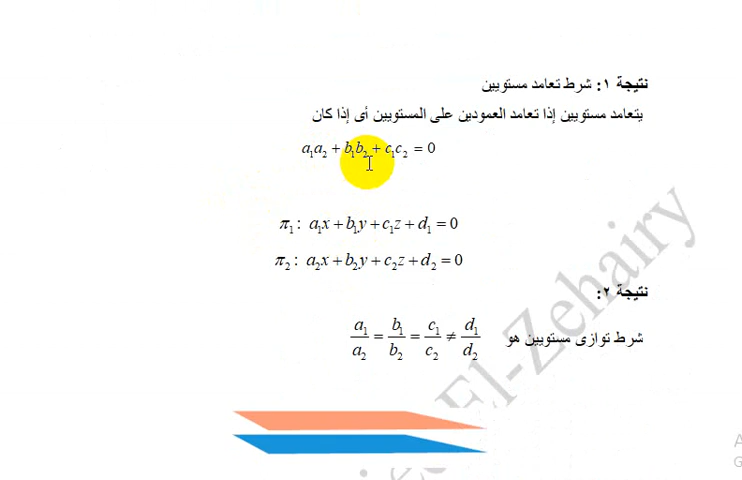 نتيجة ١: شرط تعامد مستويين
يتعامد مستويين إذا تعامد العمودين على المستويين أى إذا كان
a₁a₂ + b₁b₂ + c₁c₂ = 0
π₁: a₁x + b₁y + c₁z + d₁ = 0
π₂: a₂x + b₂y + c₂z + d₂ = 0
نتيجة ٢:
شرط توازى مستويين هو a₁/a₂ = b₁/b₂ = c₁/c₂ ≠ d₁/d₂
El-Zehairy